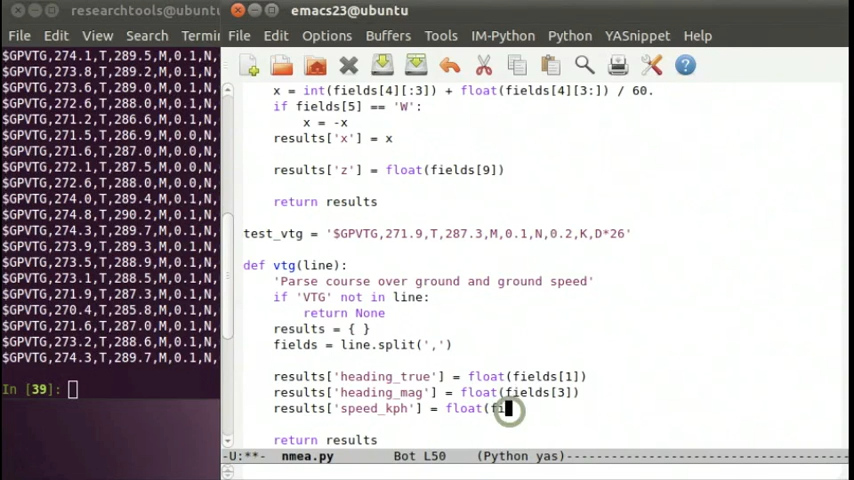 researchtools@ubuntu
File Edit View Search Termi
$GPVTG,274.1,T,289.5,M,0.1,N,
$GPVTG,273.8,T,289.2,M,0.1,N,
$GPVTG,273.6,T,289.0,M,0.1,N,
$GPVTG,272.6,T,288.0,M,0.1,N,
$GPVTG,271.2,T,286.6,M,0.1,N,
$GPVTG,271.5,T,286.9,M,0.0,N,
$GPVTG,271.6,T,287.0,M,0.0,N,
$GPVTG,272.1,T,287.5,M,0.0,N,
$GPVTG,272.6,T,288.0,M,0.0,N,
$GPVTG,274.0,T,289.4,M,0.1,N,
$GPVTG,274.8,T,290.2,M,0.1,N,
$GPVTG,274.3,T,289.7,M,0.1,N,
$GPVTG,273.9,T,289.3,M,0.1,N,
$GPVTG,273.5,T,288.9,M,0.1,N,
$GPVTG,273.1,T,288.5,M,0.1,N,
$GPVTG,271.9,T,287.3,M,0.1,N,
$GPVTG,270.4,T,285.8,M,0.1,N,
$GPVTG,271.6,T,287.0,M,0.1,N,
$GPVTG,273.2,T,288.6,M,0.1,N,
$GPVTG,274.3,T,289.7,M,0.1,N,
In [39]:
emacs23@ubuntu
File Edit Options Buffers Tools IM-Python Python YASnippet Help
x = int(fields[4][:3]) + float(fields[4][3:]) / 60.
if fields[5] == 'W':
x = -x
results['x'] = x
results['z'] = float(fields[9])
return results
test_vtg = '$GPVTG,271.9,T,287.3,M,0.1,N,0.2,K,D*26'
def vtg(line):
'Parse course over ground and ground speed'
if 'VTG' not in line:
return None
results = { }
fields = line.split(',')
results['heading_true'] = float(fields[1])
results['heading_mag'] = float(fields[3])
results['speed_kph'] = float(fi
return results
-U:**- nmea.py Bot L50 (Python yas)-----------------------------------